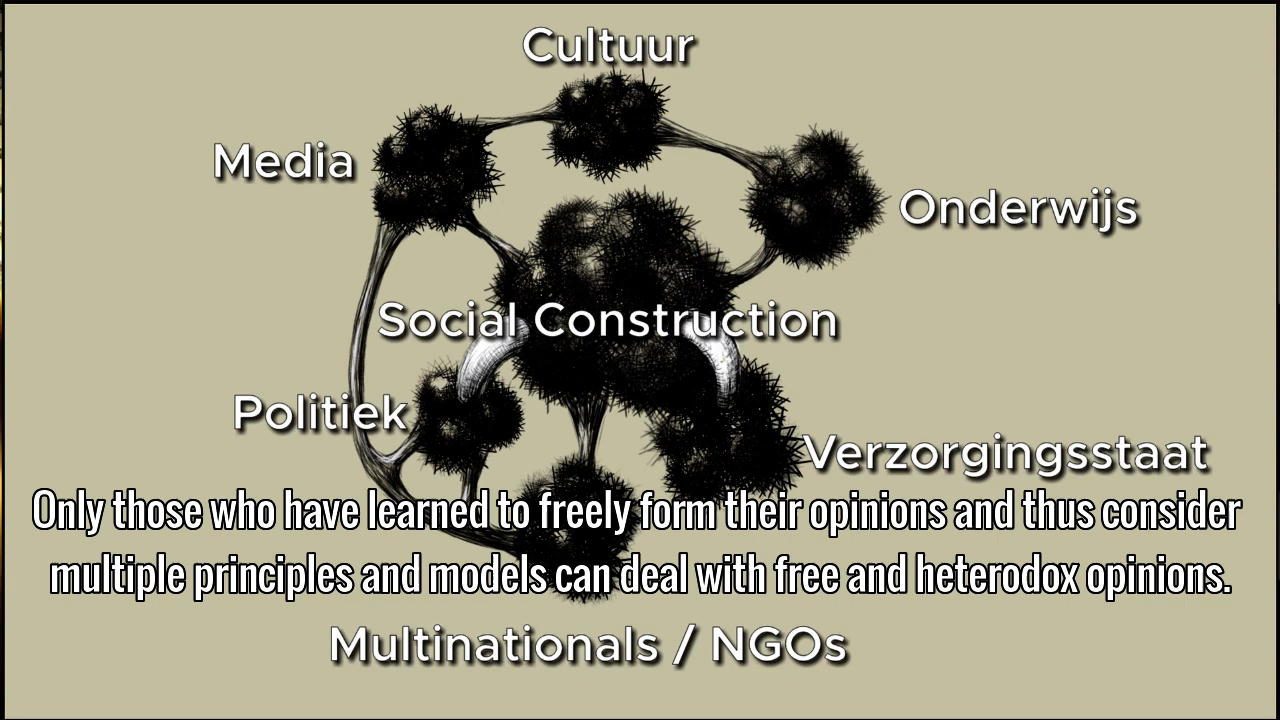 Cultuur
Media
Onderwijs
Social Construction
Politiek
Verzorgingsstaat
Only those who have learned to freely form their opinions and thus consider
multiple principles and models can deal with free and heterodox opinions.
Multinationals / NGOs